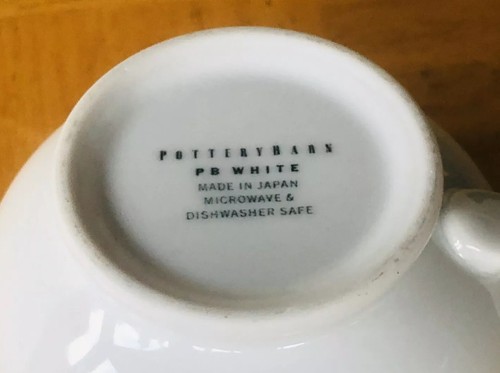 POTTERYBARN
PB WHITE
MADE IN JAPAN
MICROWAVE &
DISHWASHER SAFE